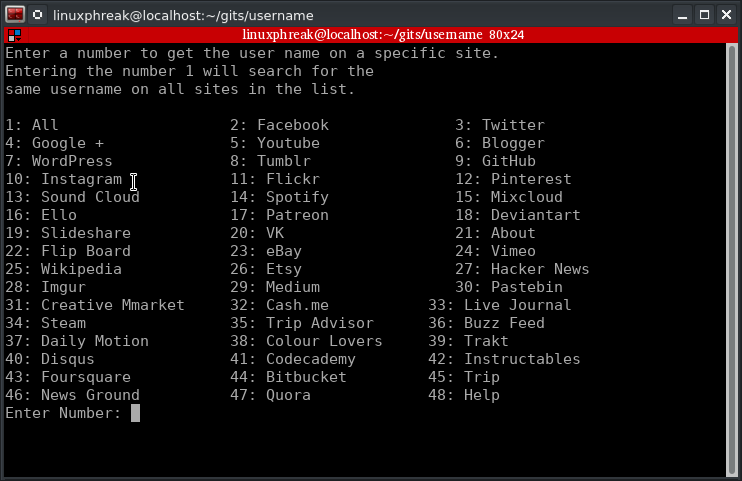 linuxphreak@localhost:~/gits/username
linuxphreak@localhost:~/gits/username 80x24
Enter a number to get the user name on a specific site.
Entering the number 1 will search for the
same username on all sites in the list.
1: All 2: Facebook 3: Twitter
4: Google + 5: Youtube 6: Blogger
7: WordPress 8: Tumblr 9: GitHub
10: Instagram 11: Flickr 12: Pinterest
13: Sound Cloud 14: Spotify 15: Mixcloud
16: Ello 17: Patreon 18: Deviantart
19: Slideshare 20: VK 21: About
22: Flip Board 23: eBay 24: Vimeo
25: Wikipedia 26: Etsy 27: Hacker News
28: Imgur 29: Medium 30: Pastebin
31: Creative Mmarket 32: Cash.me 33: Live Journal
34: Steam 35: Trip Advisor 36: Buzz Feed
37: Daily Motion 38: Colour Lovers 39: Trakt
40: Disqus 41: Codecademy 42: Instructables
43: Foursquare 44: Bitbucket 45: Trip
46: News Ground 47: Quora 48: Help
Enter Number: